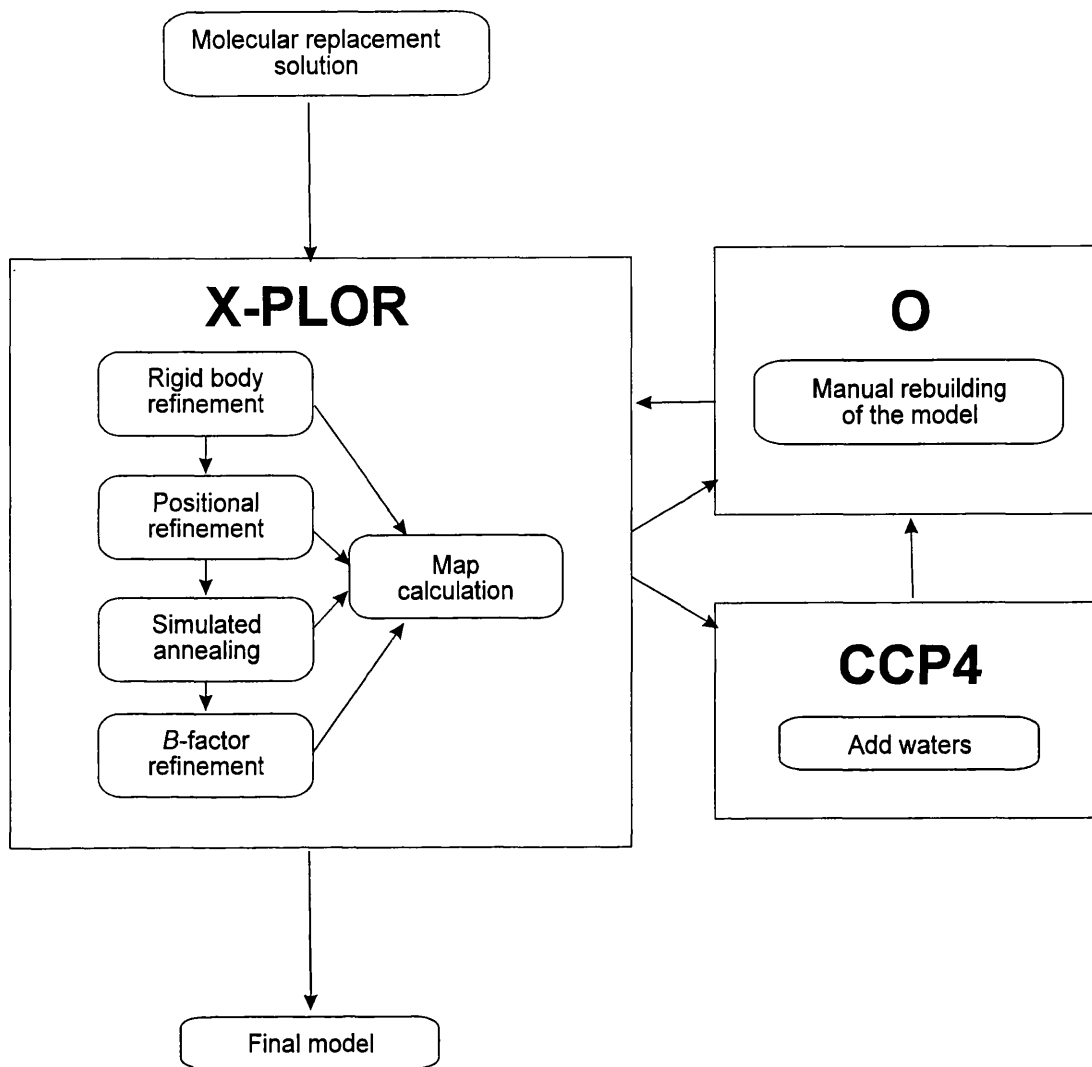 Molecular replacement
solution
X-PLOR
Rigid body
refinement
Positional
refinement
Simulated
annealing
B-factor
refinement
Map
calculation
O
Manual rebuilding
of the model
CCP4
Add waters
Final model